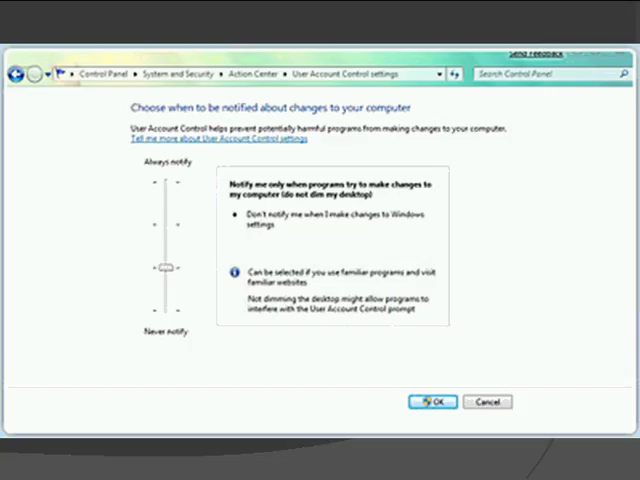 Send Feedback
Control Panel System and Security Action Center User Account Control settings Search Control Panel
Choose when to be notified about changes to your computer
User Account Control helps prevent potentially harmful programs from making changes to your computer.
Tell me more about User Account Control settings
Always notify
Notify me only when programs try to make changes to
my computer (do not dim my desktop)
Don't notify me when I make changes to Windows
settings
Can be selected if you use familiar programs and visit
familiar websites
Not dimming the desktop might allow programs to
interfere with the User Account Control prompt
Never notify
OK Cancel